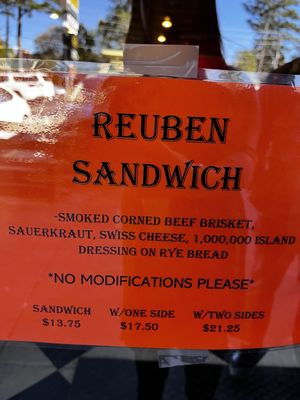 REUBEN
SANDWICH
-SMOKED CORNED BEEF BRISKET,
SAUERKRAUT, SWISS CHEESE, 1,000,000 ISLAND
DRESSING ON RYE BREAD
*NO MODIFICATIONS PLEASE*
SANDWICH W/ONE SIDE W/TWO SIDES
$13.75 $17.50 $21.25